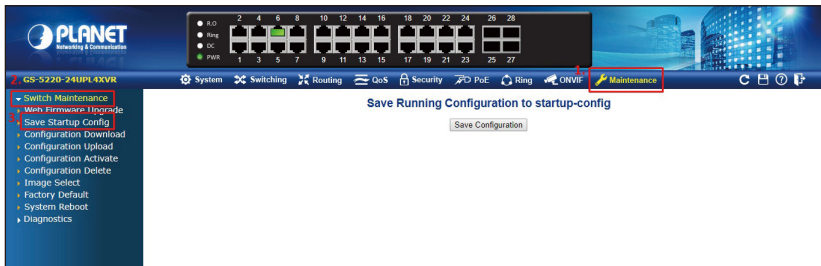 PLANET
Networking & Communication
R.O
Ring
DC
PWR
2 4 6 8 10 12 14 16 18 20 22 24 26 28
1 3 5 7 9 11 13 15 17 19 21 23 25 27
2. GS-5220-24UPL4XVR
System Switching Routing QoS Security PoE Ring ONVIF 1. Maintenance
Switch Maintenance
Web Firmware Upgrade
Save Startup Config
Configuration Download
Configuration Upload
Configuration Activate
Configuration Delete
Image Select
Factory Default
System Reboot
Diagnostics
Save Running Configuration to startup-config
Save Configuration